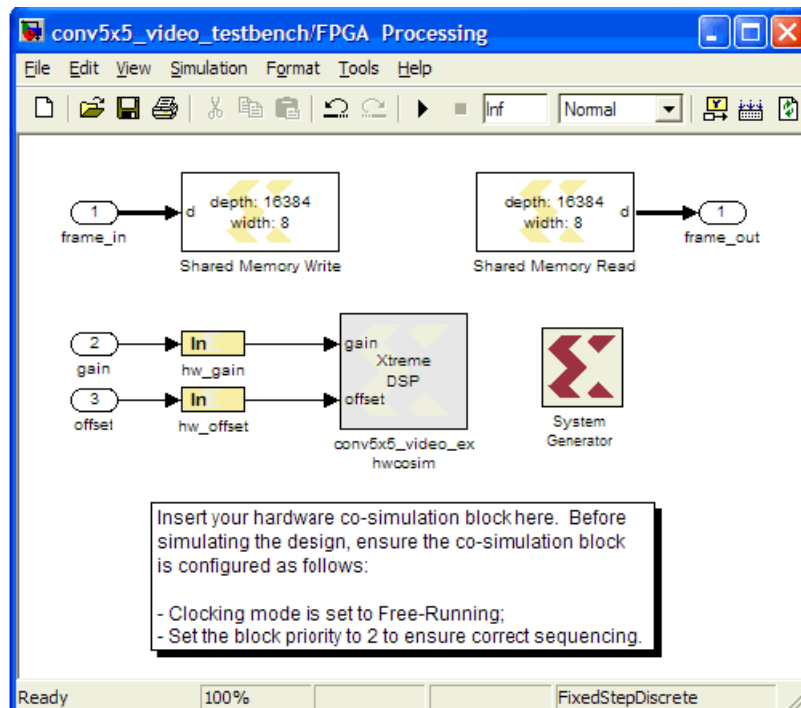 conv5x5_video_testbench/FPGA Processing
File Edit View Simulation Format Tools Help
Inf Normal
1
frame_in
d
depth: 16384
width: 8
Shared Memory Write
depth: 16384
width: 8
d
Shared Memory Read
1
frame_out
2
gain
In
hw_gain
3
offset
In
hw_offset
gain
Xtreme
DSP
offset
conv5x5_video_ex
hwcosim
System
Generator
Insert your hardware co-simulation block here. Before
simulating the design, ensure the co-simulation block
is configured as follows:
- Clocking mode is set to Free-Running;
- Set the block priority to 2 to ensure correct sequencing.
Ready 100% FixedStepDiscrete